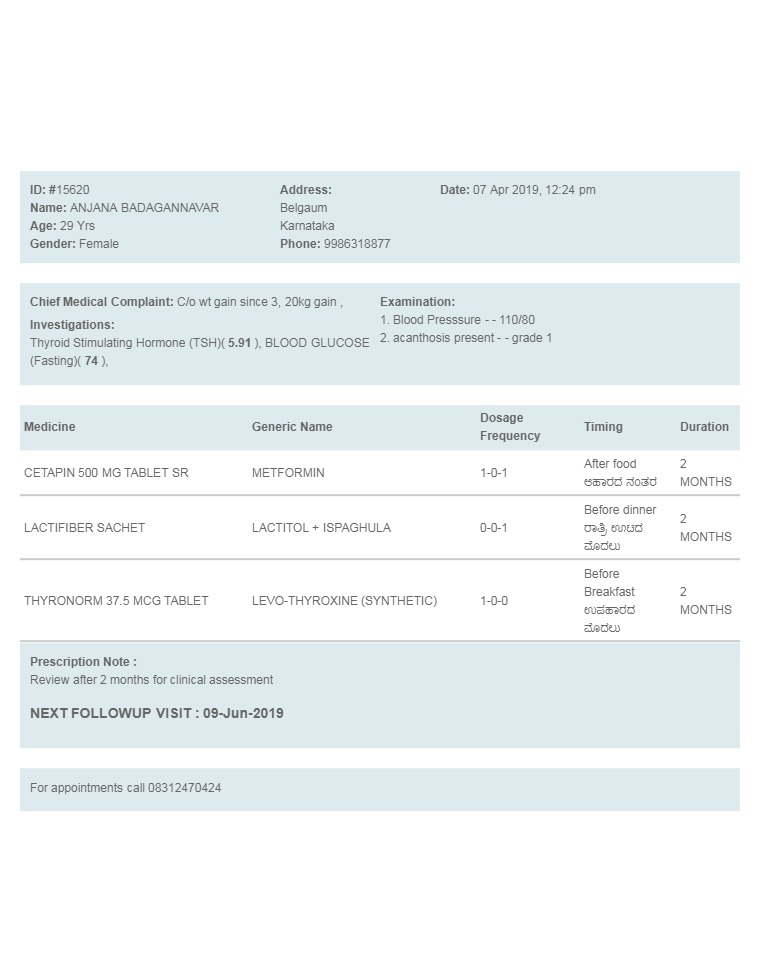 ID: #15620
Name: ANJANA BADAGANNAVAR
Age: 29 Yrs
Gender: Female
Address:
Belgaum
Karnataka
Phone: 9986318877
Date: 07 Apr 2019, 12:24 pm
Chief Medical Complaint: C/o wt gain since 3, 20kg gain ,
Investigations:
Thyroid Stimulating Hormone (TSH)( 5.91 ), BLOOD GLUCOSE
(Fasting)( 74 ),
Examination:
1. Blood Presssure - - 110/80
2. acanthosis present - - grade 1
Medicine Generic Name Dosage Frequency Timing Duration
CETAPIN 500 MG TABLET SR METFORMIN 1-0-1
After food
ಆಹಾರದ ನಂತರ
2
MONTHS
LACTIFIBER SACHET LACTITOL + ISPAGHULA 0-0-1
Before dinner
ರಾತ್ರಿ ಊಟದ
ಮೊದಲು
2
MONTHS
THYRONORM 37.5 MCG TABLET LEVO-THYROXINE (SYNTHETIC) 1-0-0
Before
Breakfast
ಉಪಹಾರದ
ಮೊದಲು
2
MONTHS
Prescription Note :
Review after 2 months for clinical assessment
NEXT FOLLOWUP VISIT : 09-Jun-2019
For appointments call 08312470424